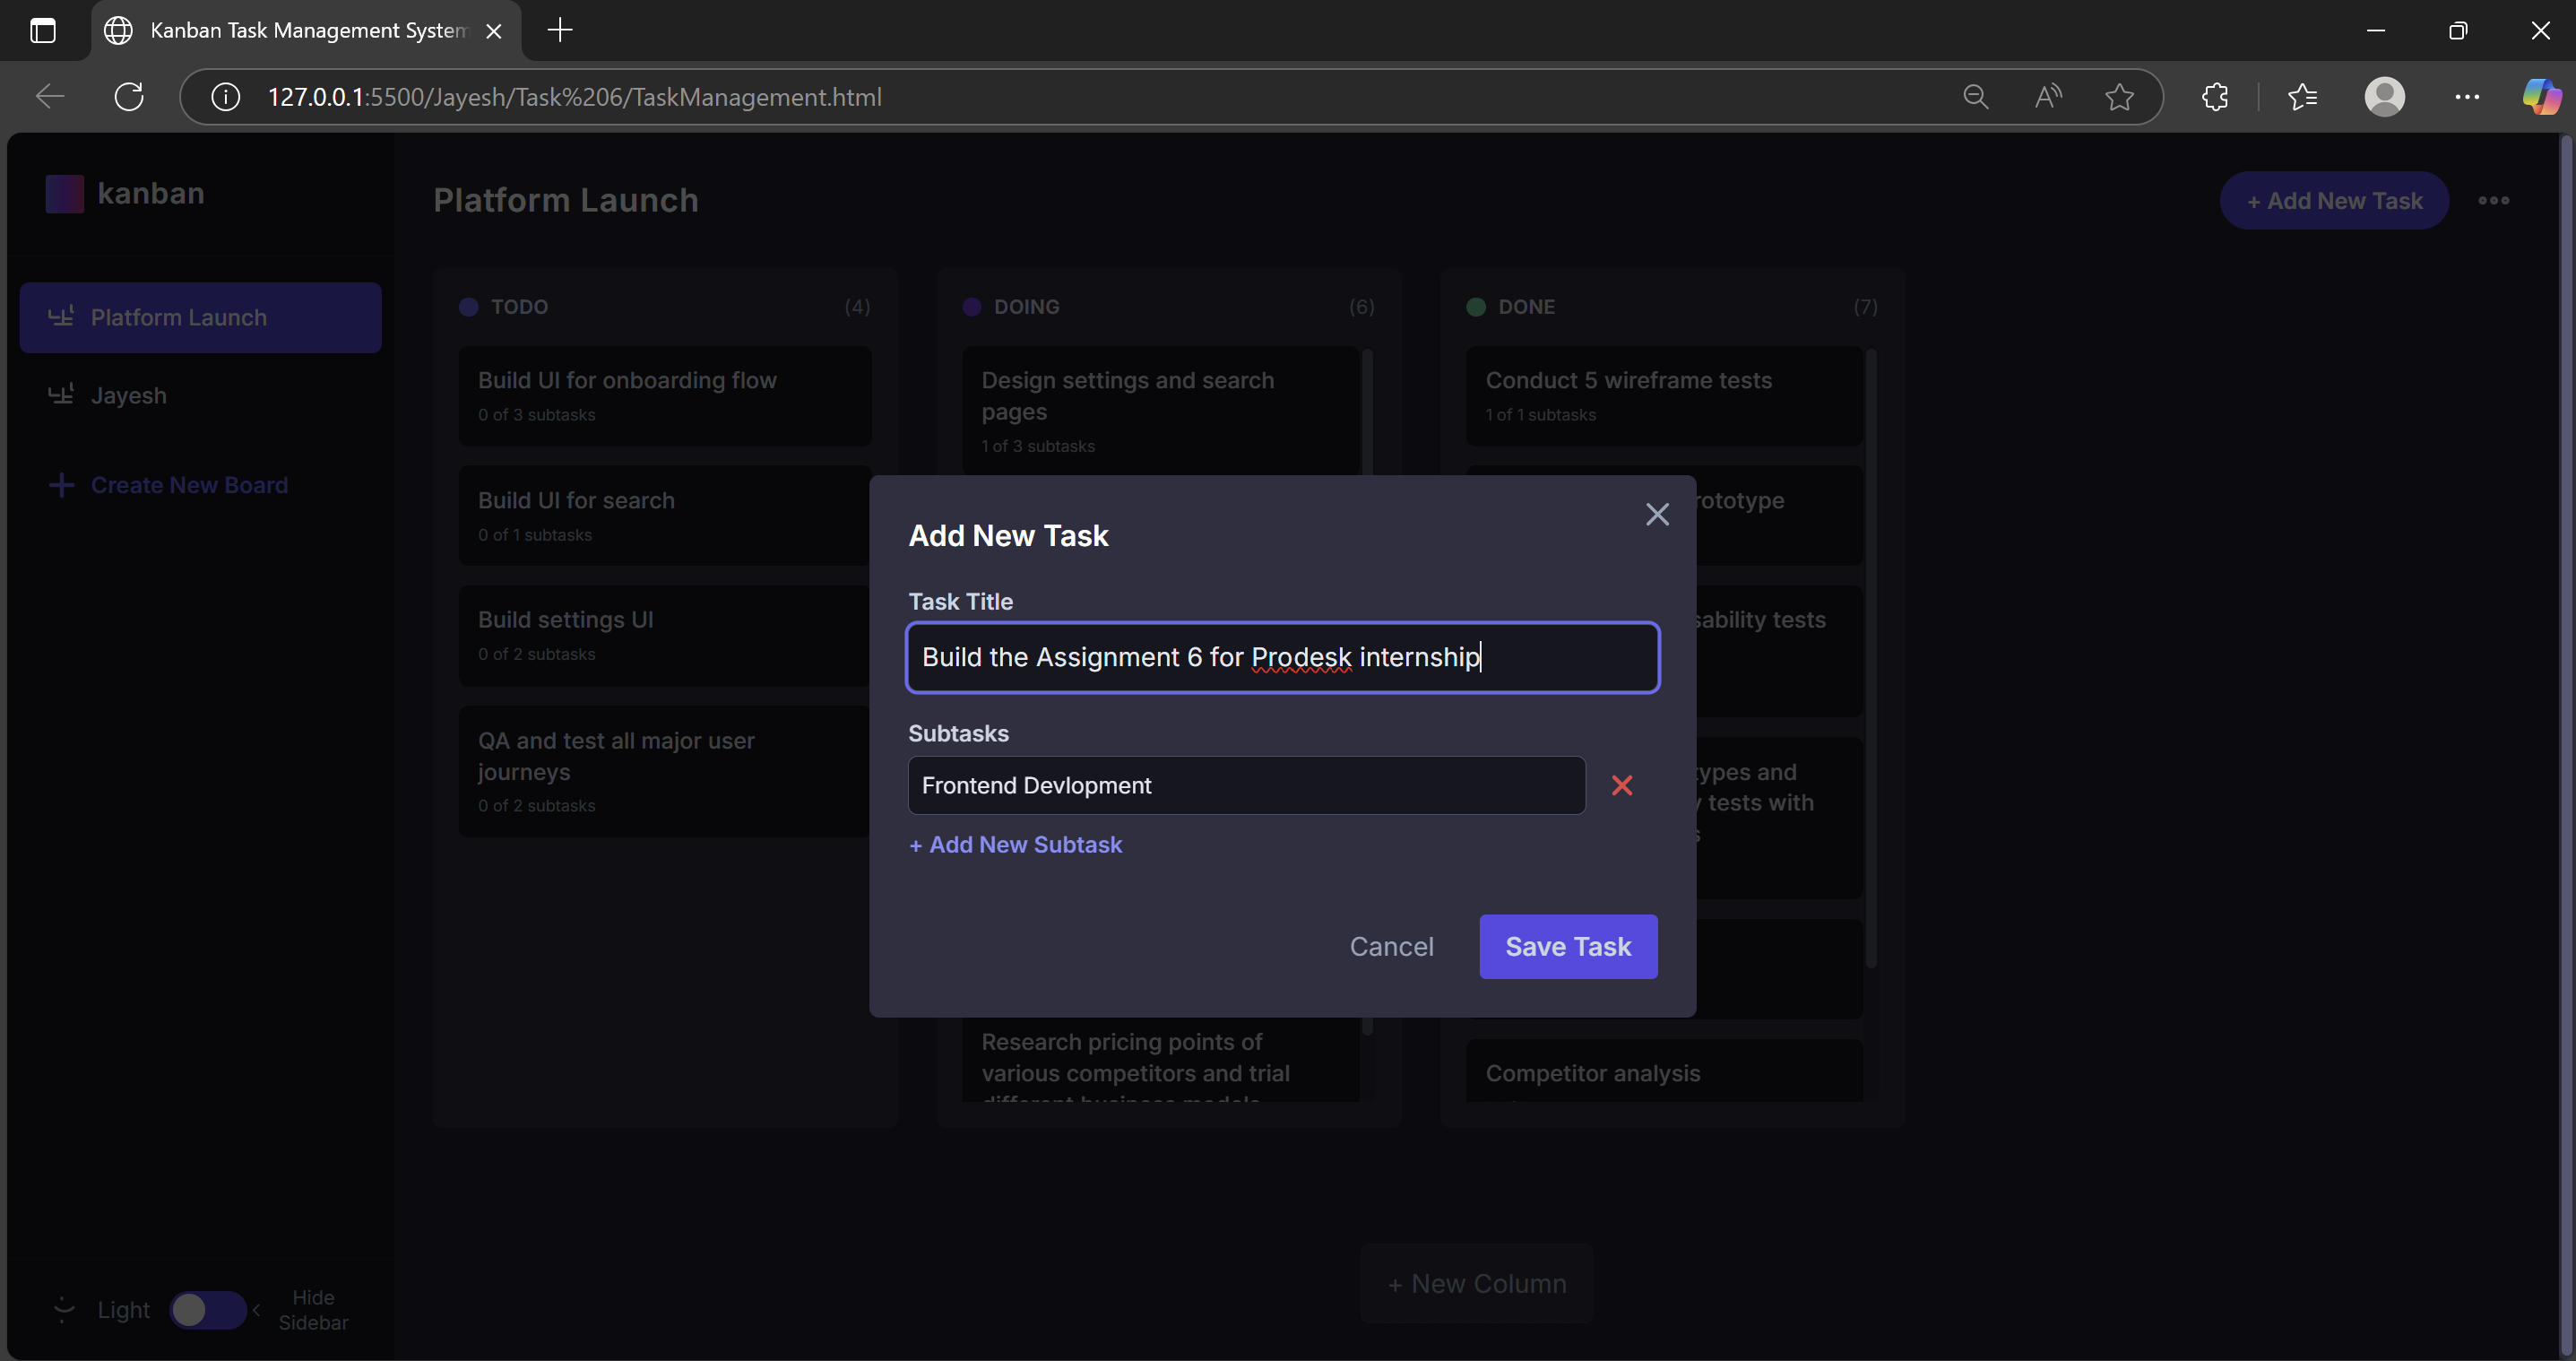 Kanban Task Management System
127.0.0.1:5500/Jayesh/Task%206/TaskManagement.html
kanban
Platform Launch
+ Add New Task
Platform Launch
Jayesh
Create New Board
TODO (4)
Build UI for onboarding flow
0 of 3 subtasks
Build UI for search
0 of 1 subtasks
Build settings UI
0 of 2 subtasks
QA and test all major user
journeys
0 of 2 subtasks
DOING (6)
Design settings and search
pages
1 of 3 subtasks
Research pricing points of
various competitors and trial
different business models
DONE (7)
Conduct 5 wireframe tests
1 of 1 subtasks
rototype
sability tests
types and
tests with
s
Competitor analysis
Add New Task
Task Title
Build the Assignment 6 for Prodesk internship
Subtasks
Frontend Devlopment
+ Add New Subtask
Cancel
Save Task
+ New Column
Light
Hide
Sidebar